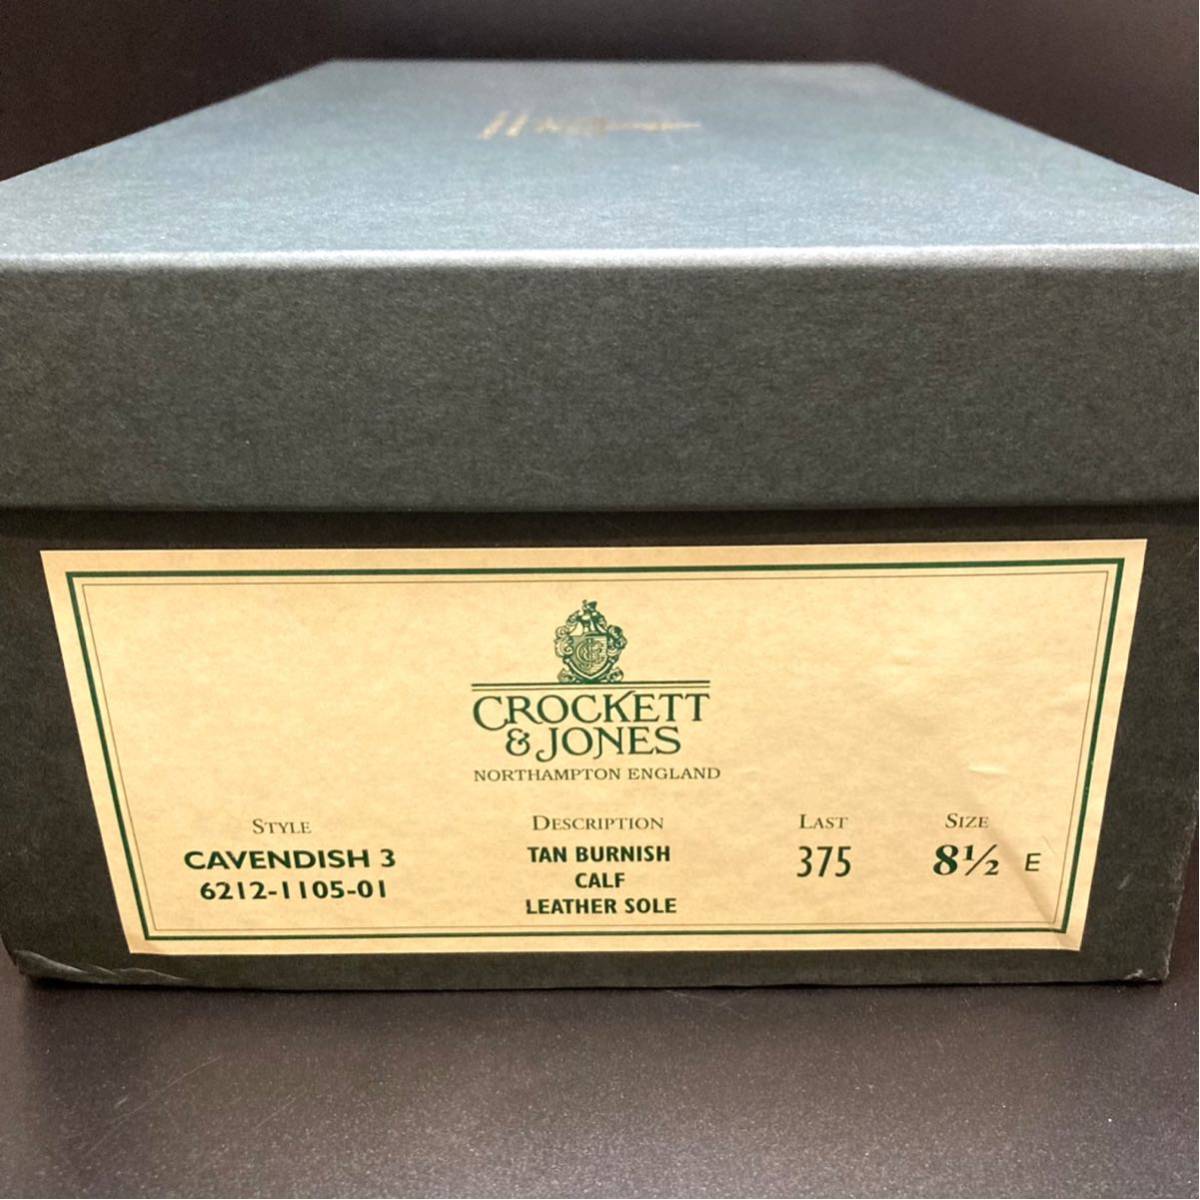 CROCKETT
& JONES
NORTHAMPTON ENGLAND
STYLE
CAVENDISH 3
6212-1105-01
DESCRIPTION
TAN BURNISH
CALF
LEATHER SOLE
LAST
375
SIZE
8½ E